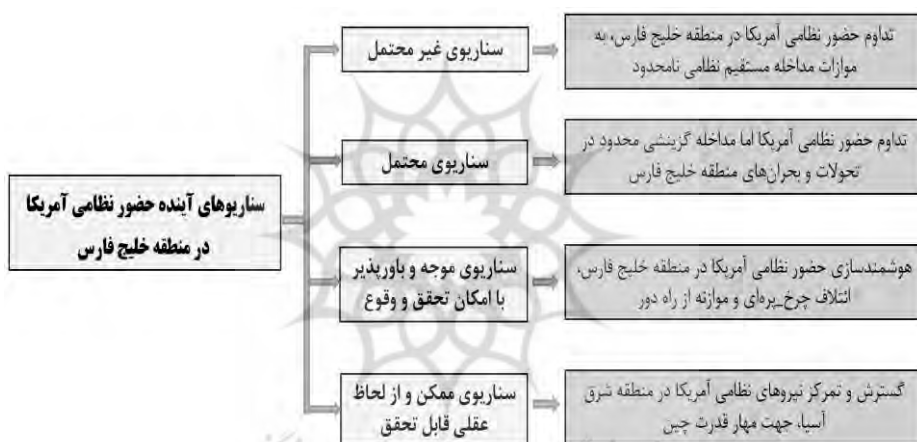 سناریوهای آینده حضور نظامی آمریکا
در منطقه خلیج فارس
سناریوی غیر محتمل
تداوم حضور نظامی آمریکا در منطقه خلیج فارس، به
موازات مداخله مستقیم نظامی نامحدود
سناریوی محتمل
تداوم حضور نظامی آمریکا اما مداخله گزینشی محدود در
تحولات و بحران‌های منطقه خلیج فارس
سناریوی موجه و باورپذیر
با امکان تحقق و وقوع
هوشمندسازی حضور نظامی آمریکا در منطقه خلیج فارس،
ائتلاف چرخ_پره‌ای و موازنه از راه دور
سناریوی ممکن و از لحاظ
عقلی قابل تحقق
گسترش و تمرکز نیروهای نظامی آمریکا در منطقه شرق
آسیا، جهت مهار قدرت چین